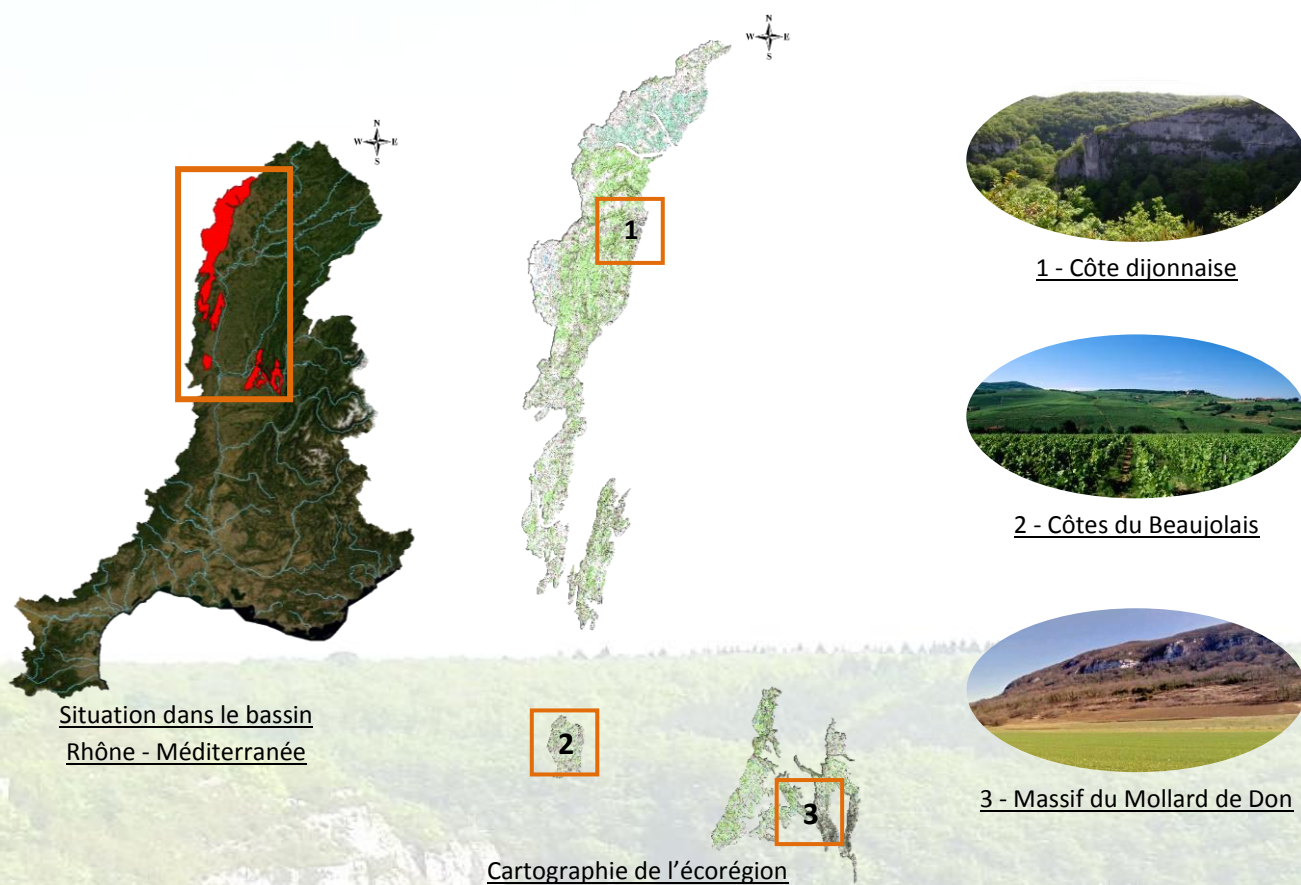 N
W E
S
Situation dans le bassin
Rhône - Méditerranée
N
W E
S
1
2
3
Cartographie de l'écorégion
1 - Côte dijonnaise
2 - Côtes du Beaujolais
3 - Massif du Mollard de Don